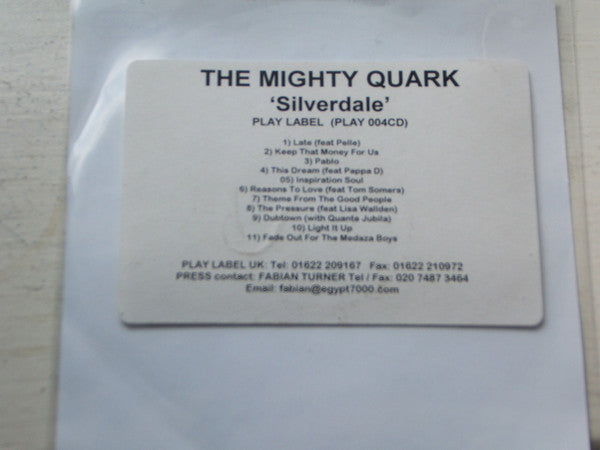 THE MIGHTY QUARK
‘Silverdale’
PLAY LABEL (PLAY 004CD)
1) Late (feat Pelle)
2) Keep That Money For Us
3) Pablo
4) This Dream (feat Pappa D)
05) Inspiration Soul
6) Reasons To Love (feat Tom Somers)
7) Theme From The Good People
8) The Pressure (feat Lisa Wallden)
9) Dubtown (with Quanta Jubila)
10) Light It Up
11) Fade Out For The Medaza Boys
PLAY LABEL UK: Tel: 01622 209167 Fax: 01622 210972
PRESS contact: FABIAN TURNER Tel / Fax: 020 7487 3464
Email: fabian@egypt7000.com